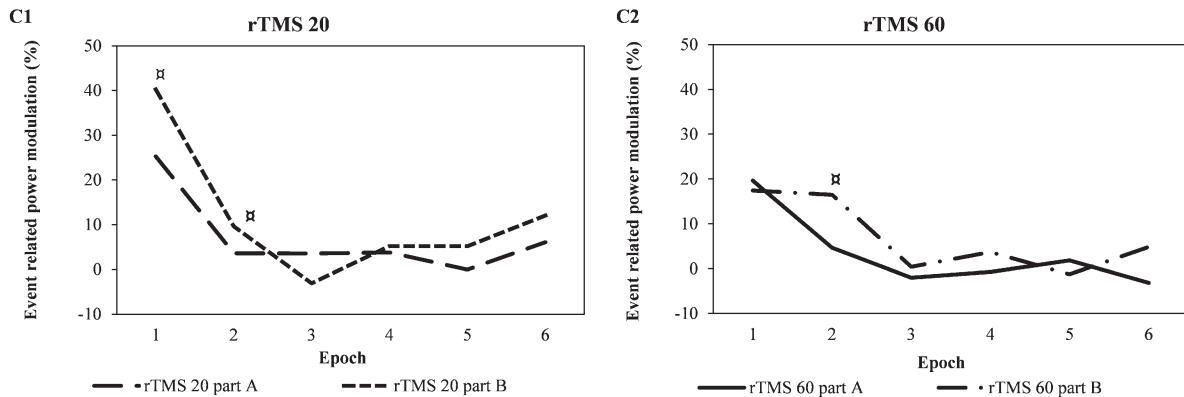 C1
rTMS 20
Event related power modulation (%)
50
40
30
20
10
0
-10
¤
¤
1 2 3 4 5 6
Epoch
rTMS 20 part A rTMS 20 part B
C2
rTMS 60
Event related power modulation (%)
50
40
30
20
10
0
-10
¤
1 2 3 4 5 6
Epoch
rTMS 60 part A rTMS 60 part B